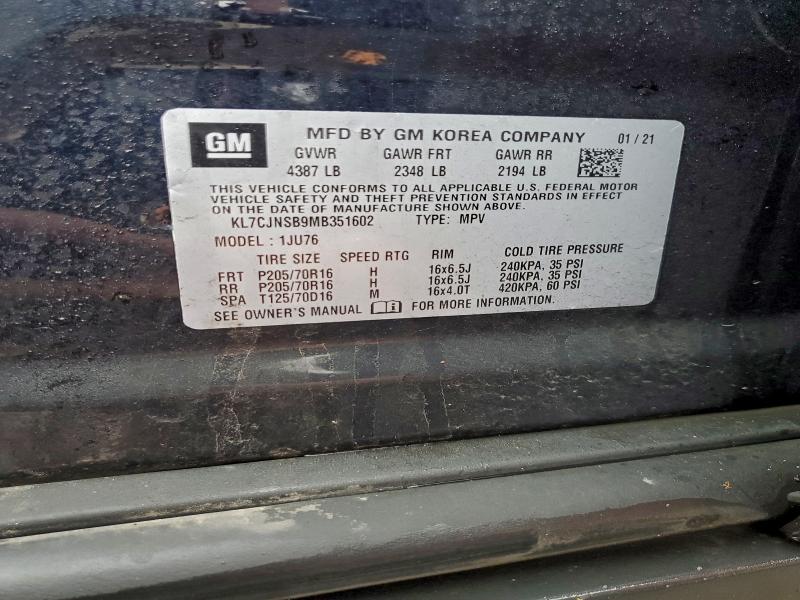 GM MFD BY GM KOREA COMPANY 01 / 21
GVWR GAWR FRT GAWR RR
4387 LB 2348 LB 2194 LB
THIS VEHICLE CONFORMS TO ALL APPLICABLE U.S. FEDERAL MOTOR
VEHICLE SAFETY AND THEFT PREVENTION STANDARDS IN EFFECT
ON THE DATE OF MANUFACTURE SHOWN ABOVE.
KL7CJNSB9MB351602 TYPE: MPV
MODEL : 1JU76
TIRE SIZE SPEED RTG RIM COLD TIRE PRESSURE
FRT P205/70R16 H 16x6.5J 240KPA, 35 PSI
RR P205/70R16 H 16x6.5J 240KPA, 35 PSI
SPA T125/70D16 M 16x4.0T 420KPA, 60 PSI
SEE OWNER'S MANUAL FOR MORE INFORMATION.